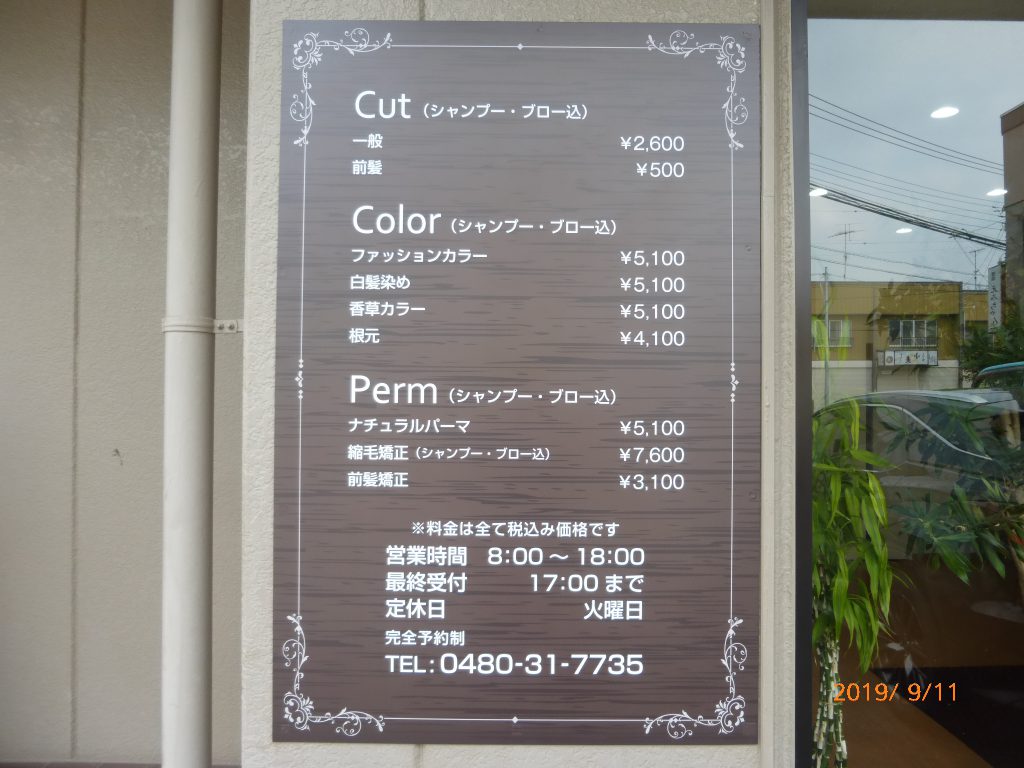 Cut (シャンプー・ブロー込)
一般 ¥2,600
前髪 ¥500
Color (シャンプー・ブロー込)
ファッションカラー ¥5,100
白髪染め ¥5,100
香草カラー ¥5,100
根元 ¥4,100
Perm (シャンプー・ブロー込)
ナチュラルパーマ ¥5,100
縮毛矯正 (シャンプー・ブロー込) ¥7,600
前髪矯正 ¥3,100
※料金は全て税込み価格です
営業時間 8:00~18:00
最終受付 17:00まで
定休日 火曜日
完全予約制
TEL:0480-31-7735
2019/ 9/11